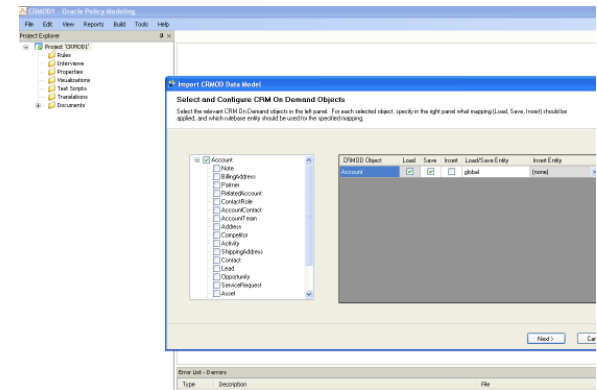 CRMOD1 - Oracle Policy Modeling
File Edit View Reports Build Tools Help
Project Explorer
Project 'CRMOD1'
Rules
Interviews
Properties
Visualizations
Test Scripts
Translations
Documents
Import CRMOD Data Model
Select and Configure CRM On Demand Objects
Select the relevant CRM On Demand objects in the left panel. For each selected object, specify in the right panel what mapping (Load, Save, Insert) should be
applied, and which rulebase entity should be used for the specified mapping.
Account
Note
BillingAddress
Partner
RelatedAccount
ContactRole
AccountContact
AccountTeam
Address
Competitor
Activity
ShippingAddress
Contact
Lead
Opportunity
ServiceRequest
Asset
CRMOD Object Load Save Insert Load/Save Entity Insert Entity
Account global (none)
Next >
Can
Error List - 0 errors
Type Description File